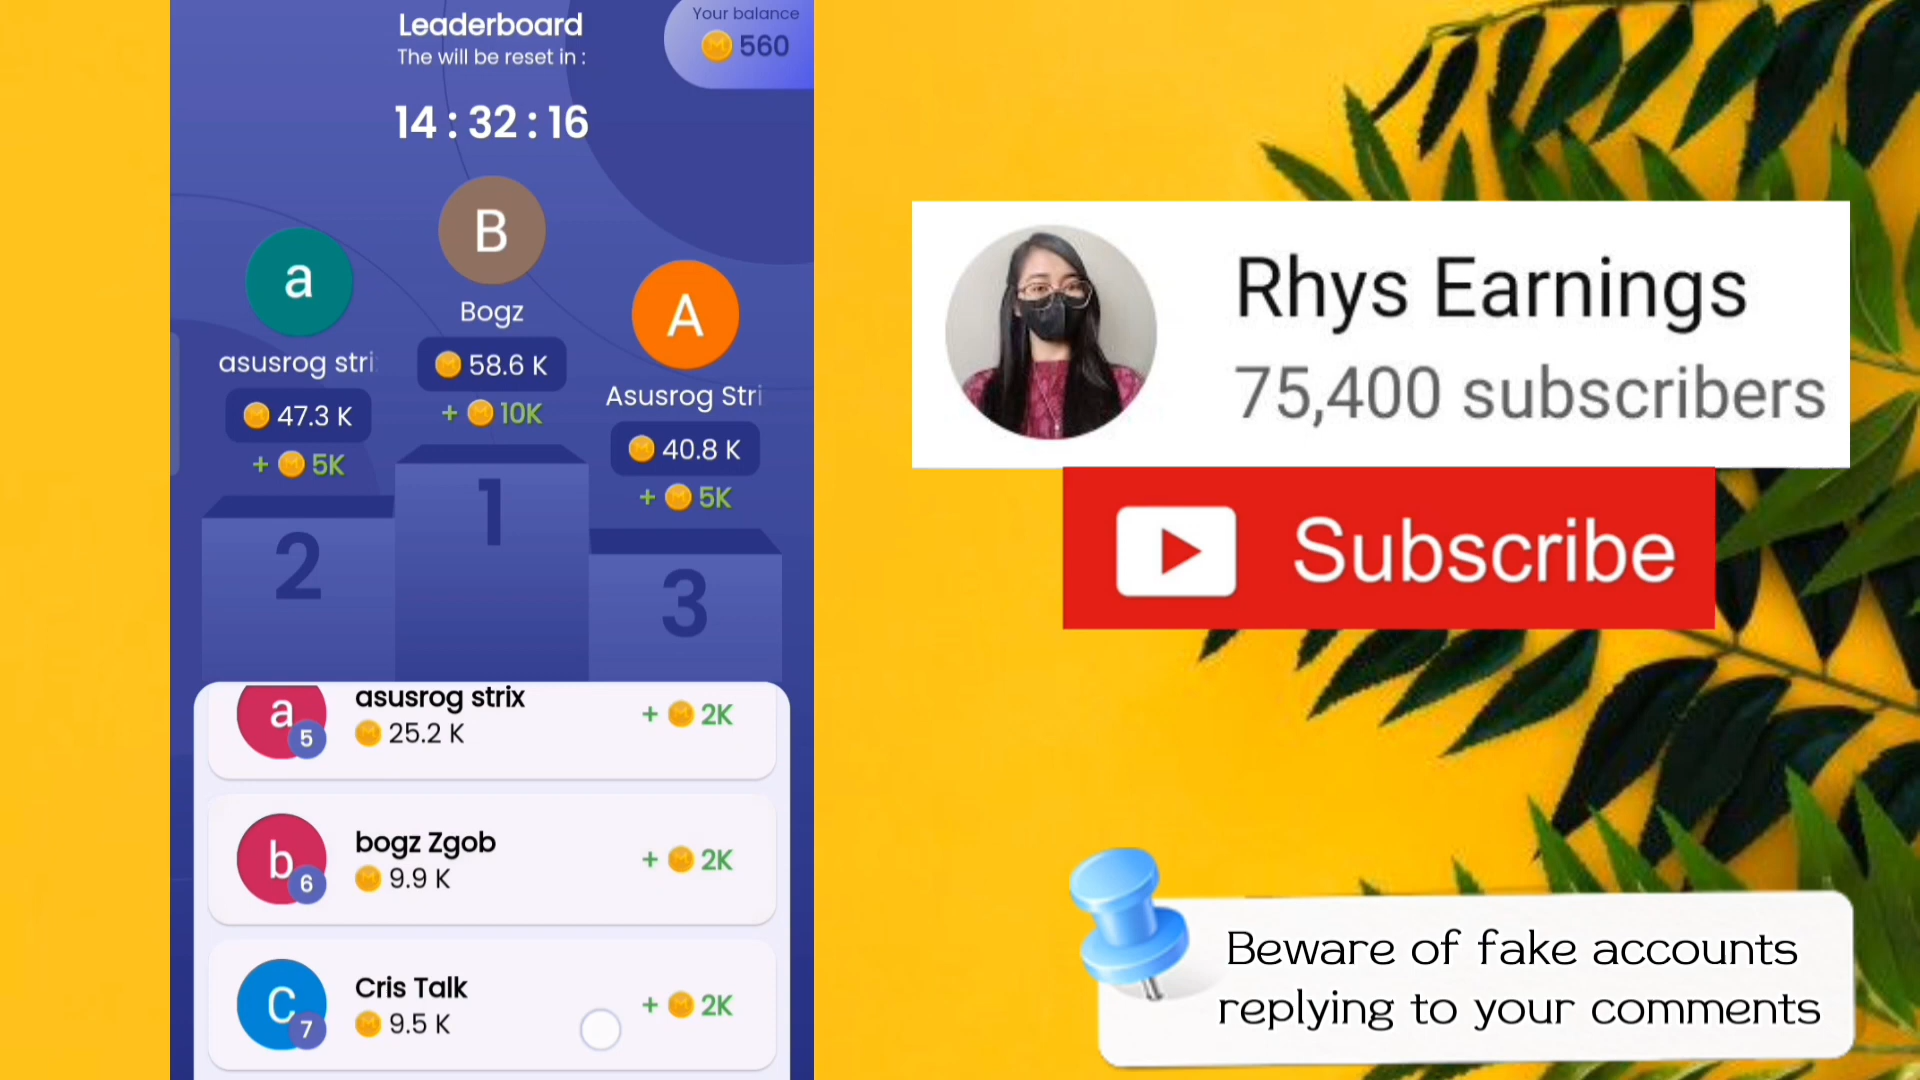 Leaderboard
The will be reset in :
Your balance
560
14 : 32 : 16
B
Bogz
58.6 K
+ 10K
a
asusrog stri
47.3 K
+ 5K
A
Asusrog Stri
40.8 K
+ 5K
1
2
3
a
5
asusrog strix
25.2 K
+ 2K
b
6
bogz Zgob
9.9 K
+ 2K
C
7
Cris Talk
9.5 K
+ 2K
Rhys Earnings
75,400 subscribers
Subscribe
Beware of fake accounts
replying to your comments